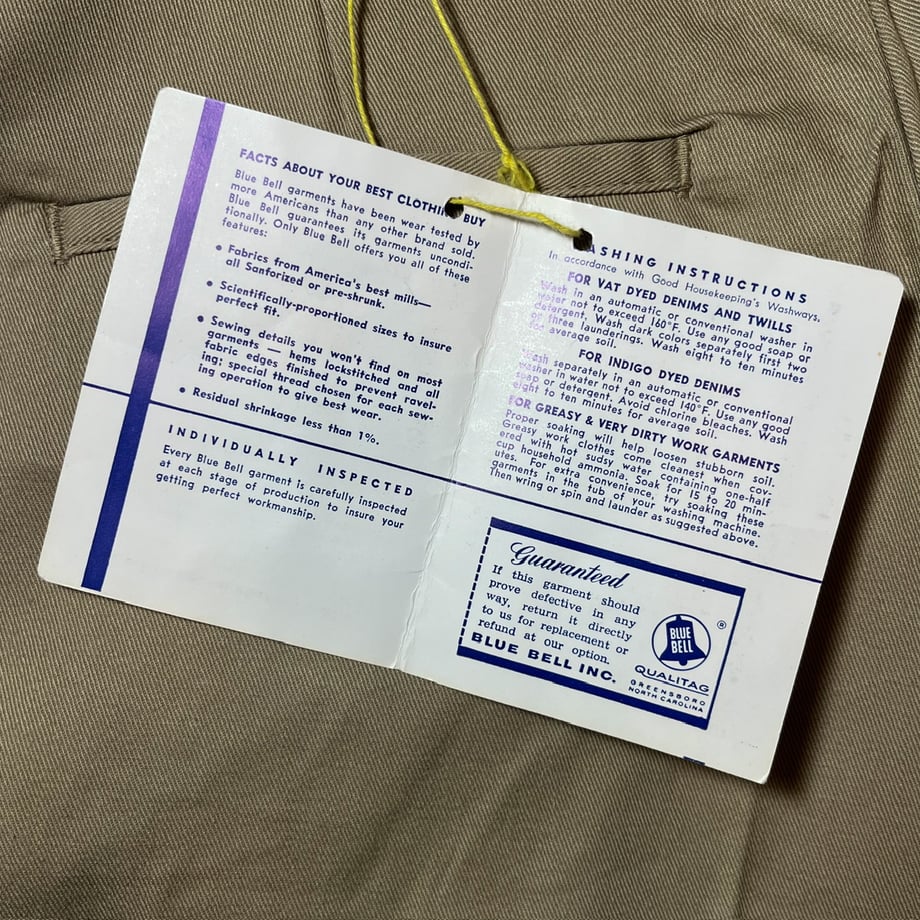 FACTS ABOUT YOUR BEST CLOTHIN BUY
Blue Bell garments have been wear tested by
more Americans than any other brand sold.
Blue Bell guarantees its garments uncondi-
tionally. Only Blue Bell offers you all of these
features:
• Fabrics from America's best mills—
all Sanforized or pre-shrunk.
• Scientifically-proportioned sizes to insure
perfect fit.
• Sewing details you won't find on most
garments — hems lockstitched and all
fabric edges finished to prevent ravel-
ing; special thread chosen for each sew-
ing operation to give best wear.
• Residual shrinkage less than 1%.
INDIVIDUALLY INSPECTED
Every Blue Bell garment is carefully inspected
at each stage of production to insure your
getting perfect workmanship.
ASHING INSTRUCTIONS
In accordance with Good Housekeeping's Washways.
FOR VAT DYED DENIMS AND TWILLS
Wash in an automatic or conventional washer in
water not to exceed 160°F. Use any good soap or
detergent. Wash dark colors separately first two
or three launderings. Wash eight to ten minutes
for average soil.
FOR INDIGO DYED DENIMS
Wash separately in an automatic or conventional
washer in water not to exceed 140°F. Use any good
soap or detergent. Avoid chlorine bleaches. Wash
eight to ten minutes for average soil.
FOR GREASY & VERY DIRTY WORK GARMENTS
Proper soaking will help loosen stubborn soil.
Greasy work clothes come cleanest when cov-
ered with hot sudsy water containing one-half
cup household ammonia. Soak for 15 to 20 min-
utes. For extra convenience, try soaking these
garments in the tub of your washing machine.
Then wring or spin and launder as suggested above.
Guaranteed
If this garment should
prove defective in any
way, return it directly
to us for replacement or
refund at our option.
BLUE BELL INC.
BLUE
BELL
®
QUALITAG
GREENSBORO
NORTH CAROLINA